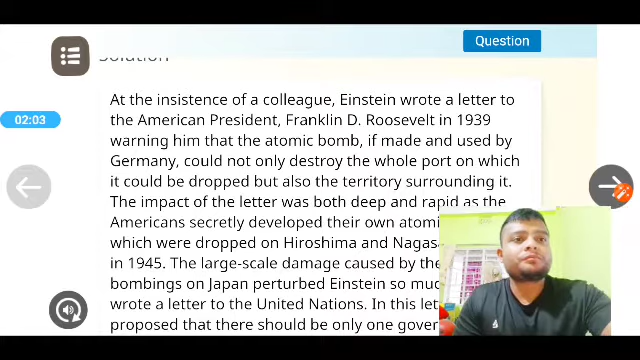 Question
Solution
02:03
At the insistence of a colleague, Einstein wrote a letter to
the American President, Franklin D. Roosevelt in 1939
warning him that the atomic bomb, if made and used by
Germany, could not only destroy the whole port on which
it could be dropped but also the territory surrounding it.
The impact of the letter was both deep and rapid as the
Americans secretly developed their own
which were dropped on Hiroshima and
in 1945. The large-scale damage caused by the
bombings on Japan perturbed Einstein so
wrote a letter to the United Nations. In this
proposed that there should be only one